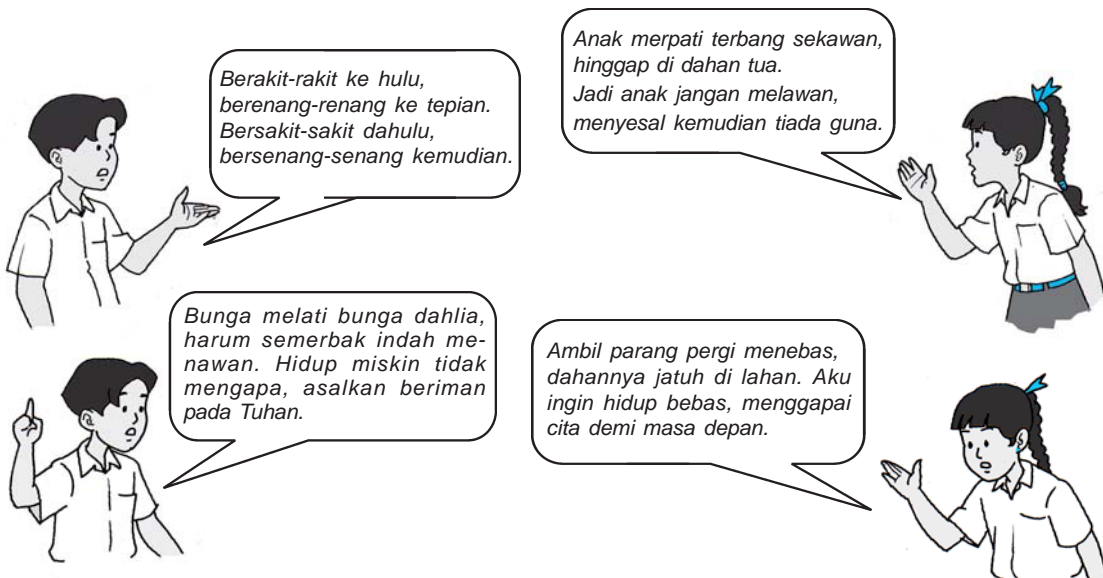 Berakit-rakit ke hulu,
berenang-renang ke tepian.
Bersakit-sakit dahulu,
bersenang-senang kemudian.
Anak merpati terbang sekawan,
hinggap di dahan tua.
Jadi anak jangan melawan,
menyesal kemudian tiada guna.
Bunga melati bunga dahlia,
harum semerbak indah me-
nawan. Hidup miskin tidak
mengapa, asalkan beriman
pada Tuhan.
Ambil parang pergi menebas,
dahannya jatuh di lahan. Aku
ingin hidup bebas, menggapai
cita demi masa depan.